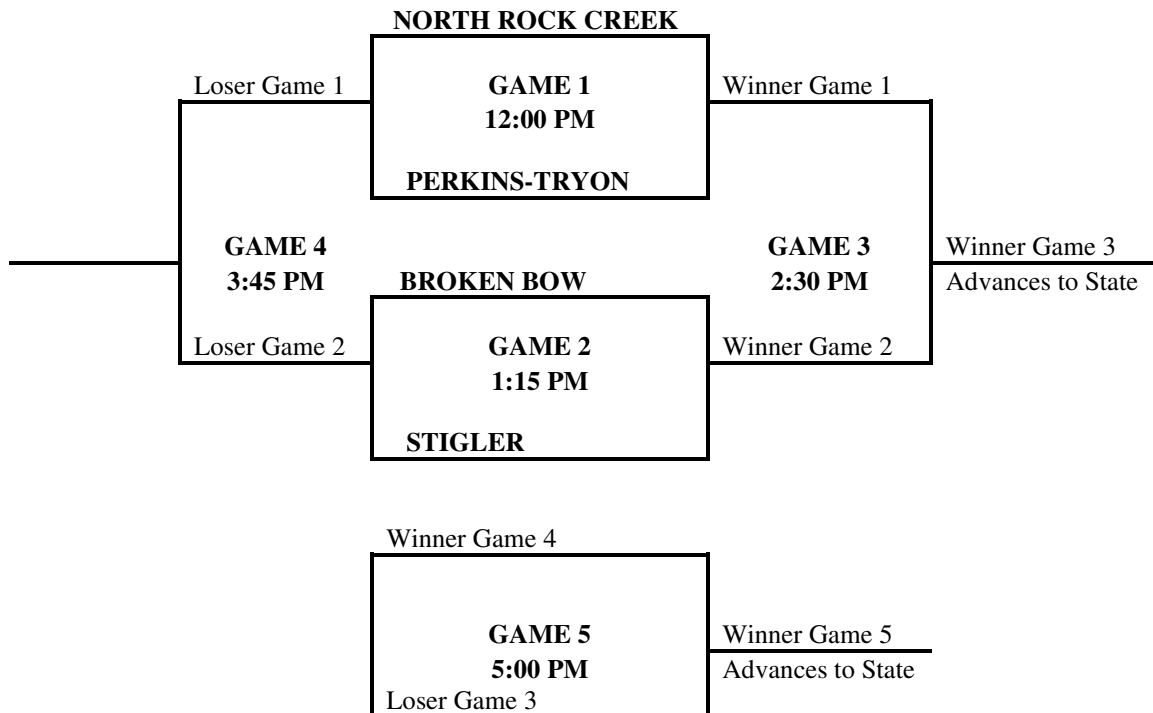 NORTH ROCK CREEK
Loser Game 1
GAME 1
Winner Game 1
12:00 PM
PERKINS-TRYON
GAME 4
GAME 3
Winner Game 3
3:45 PM
BROKEN BOW
2:30 PM
Advances to State
Loser Game 2
GAME 2
Winner Game 2
1:15 PM
STIGLER
Winner Game 4
GAME 5
Winner Game 5
5:00 PM
Advances to State
Loser Game 3